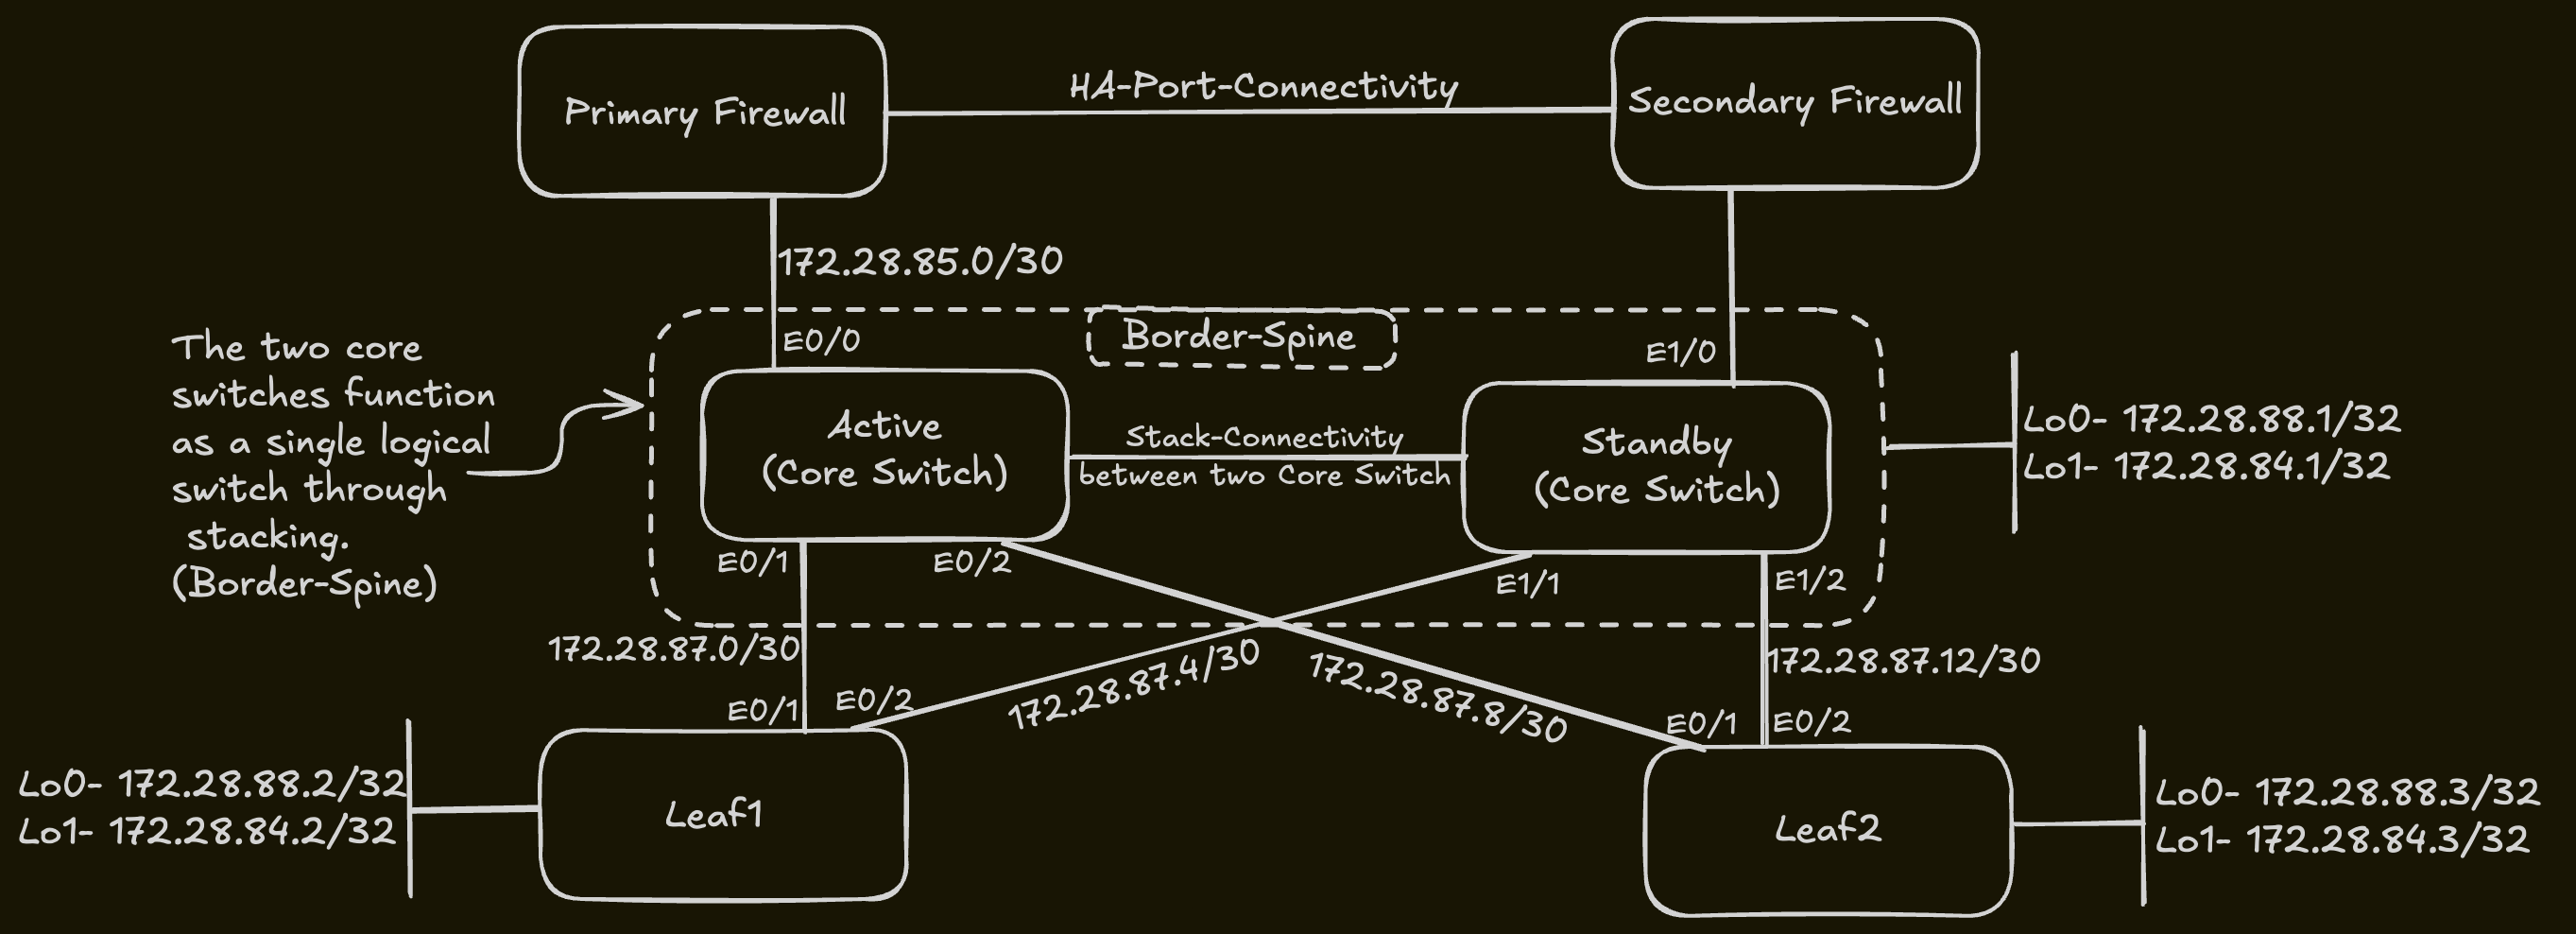 Primary Firewall
HA-Port-Connectivity
Secondary Firewall
172.28.85.0/30
Border-Spine
E0/0
E1/0
The two core
switches function
as a single logical
switch through
stacking.
(Border-Spine)
Active
(Core Switch)
Stack-Connectivity
between two Core Switch
Standby
(Core Switch)
Lo0- 172.28.88.1/32
Lo1- 172.28.84.1/32
E0/1
E0/2
E1/1
E1/2
172.28.87.0/30
172.28.87.4/30
172.28.87.8/30
172.28.87.12/30
E0/1
E0/2
E0/1
E0/2
Lo0- 172.28.88.2/32
Lo1- 172.28.84.2/32
Leaf1
Leaf2
Lo0- 172.28.88.3/32
Lo1- 172.28.84.3/32